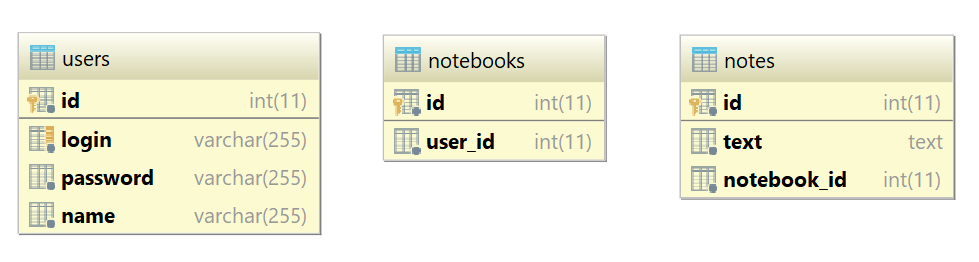 users
id int(11)
login varchar(255)
password varchar(255)
name varchar(255)
notebooks
id int(11)
user_id int(11)
notes
id int(11)
text text
notebook_id int(11)